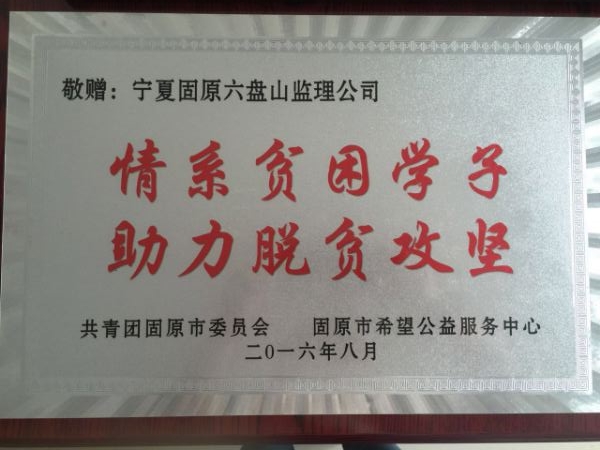 敬赠：宁夏固原六盘山监理公司
情系贫困学子
助力脱贫攻坚
共青团固原市委员会 固原市希望公益服务中心
二0一六年八月